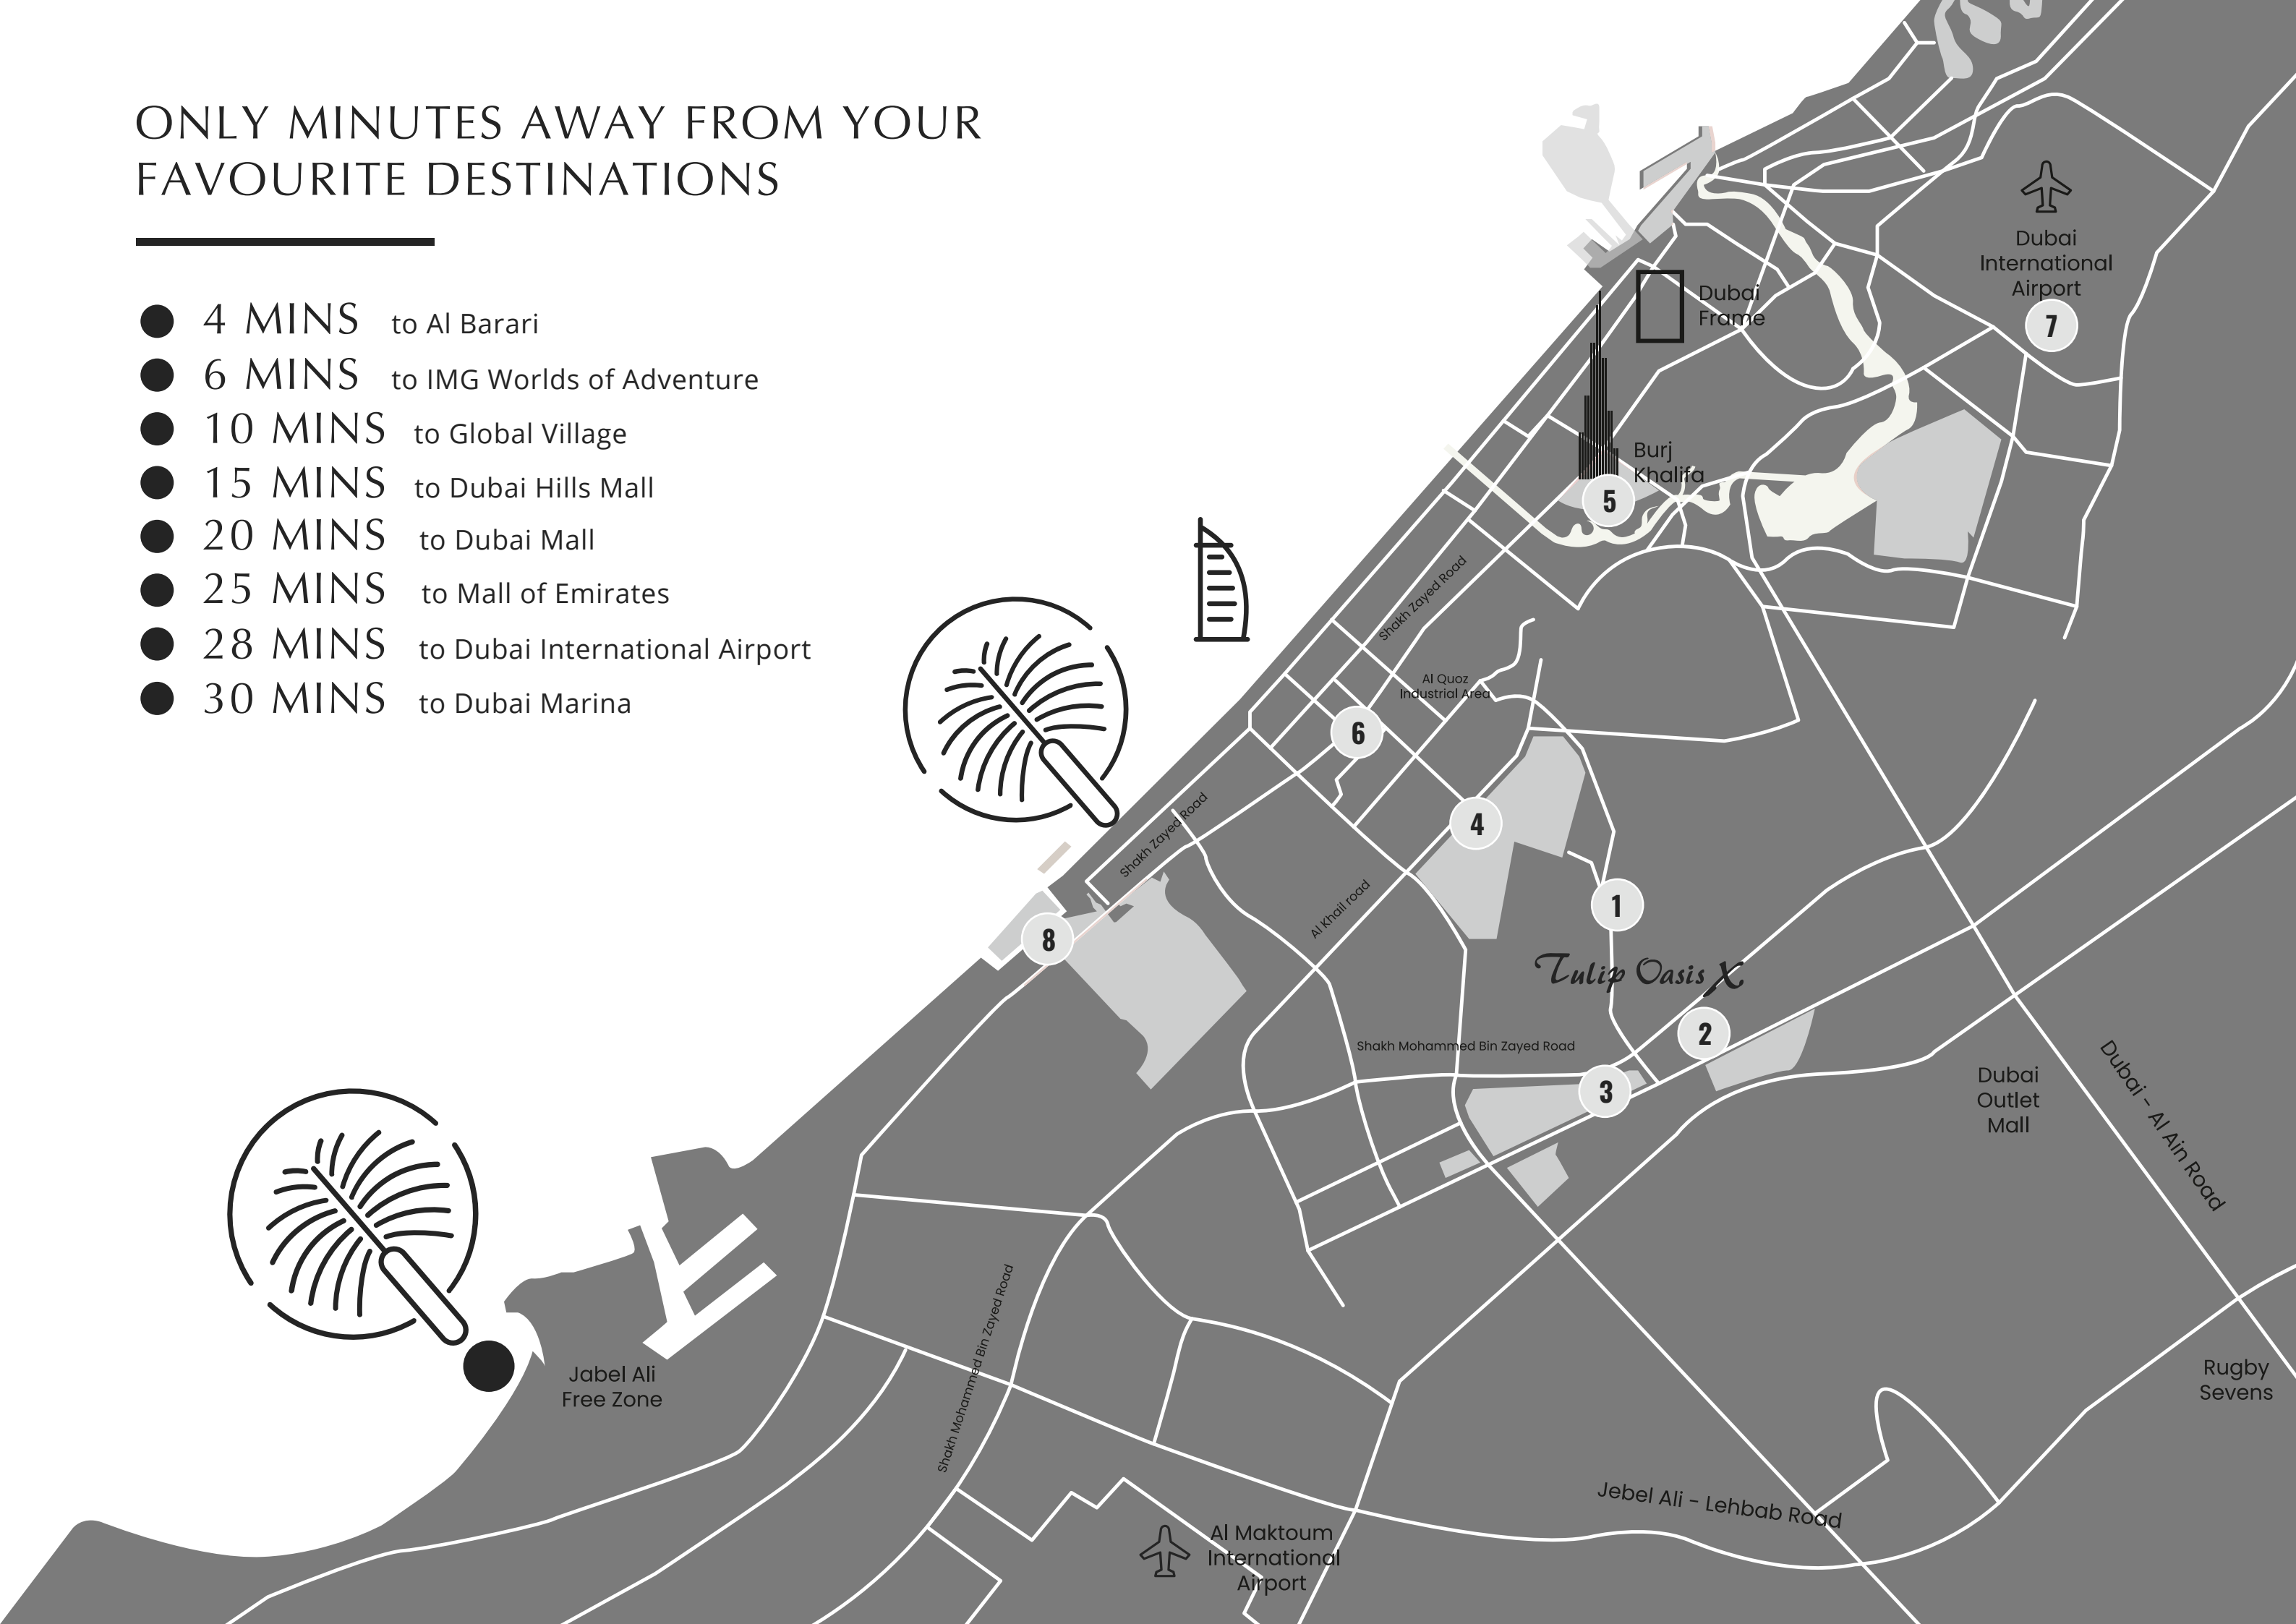 ONLY MINUTES AWAY FROM YOUR
FAVOURITE DESTINATIONS
4 MINS to Al Barari
6 MINS to IMG Worlds of Adventure
10 MINS to Global Village
15 MINS to Dubai Hills Mall
20 MINS to Dubai Mall
25 MINS to Mall of Emirates
28 MINS to Dubai International Airport
30 MINS to Dubai Marina
Dubai
International
Airport
7
Dubai
Frame
Burj
Khalifa
5
Shakh Zayed Road
Al Quoz
Industrial Area
6
4
Shakh Zayed Road
Al Khail road
1
8
Tulip Oasis X
2
Shakh Mohammed Bin Zayed Road
3
Dubai
Outlet
Mall
Dubai - Al Ain Road
Shakh Mohammed Bin Zayed Road
Jabel Ali
Free Zone
Rugby
Sevens
Jebel Ali - Lehbab Road
Al Maktoum
International
Airport